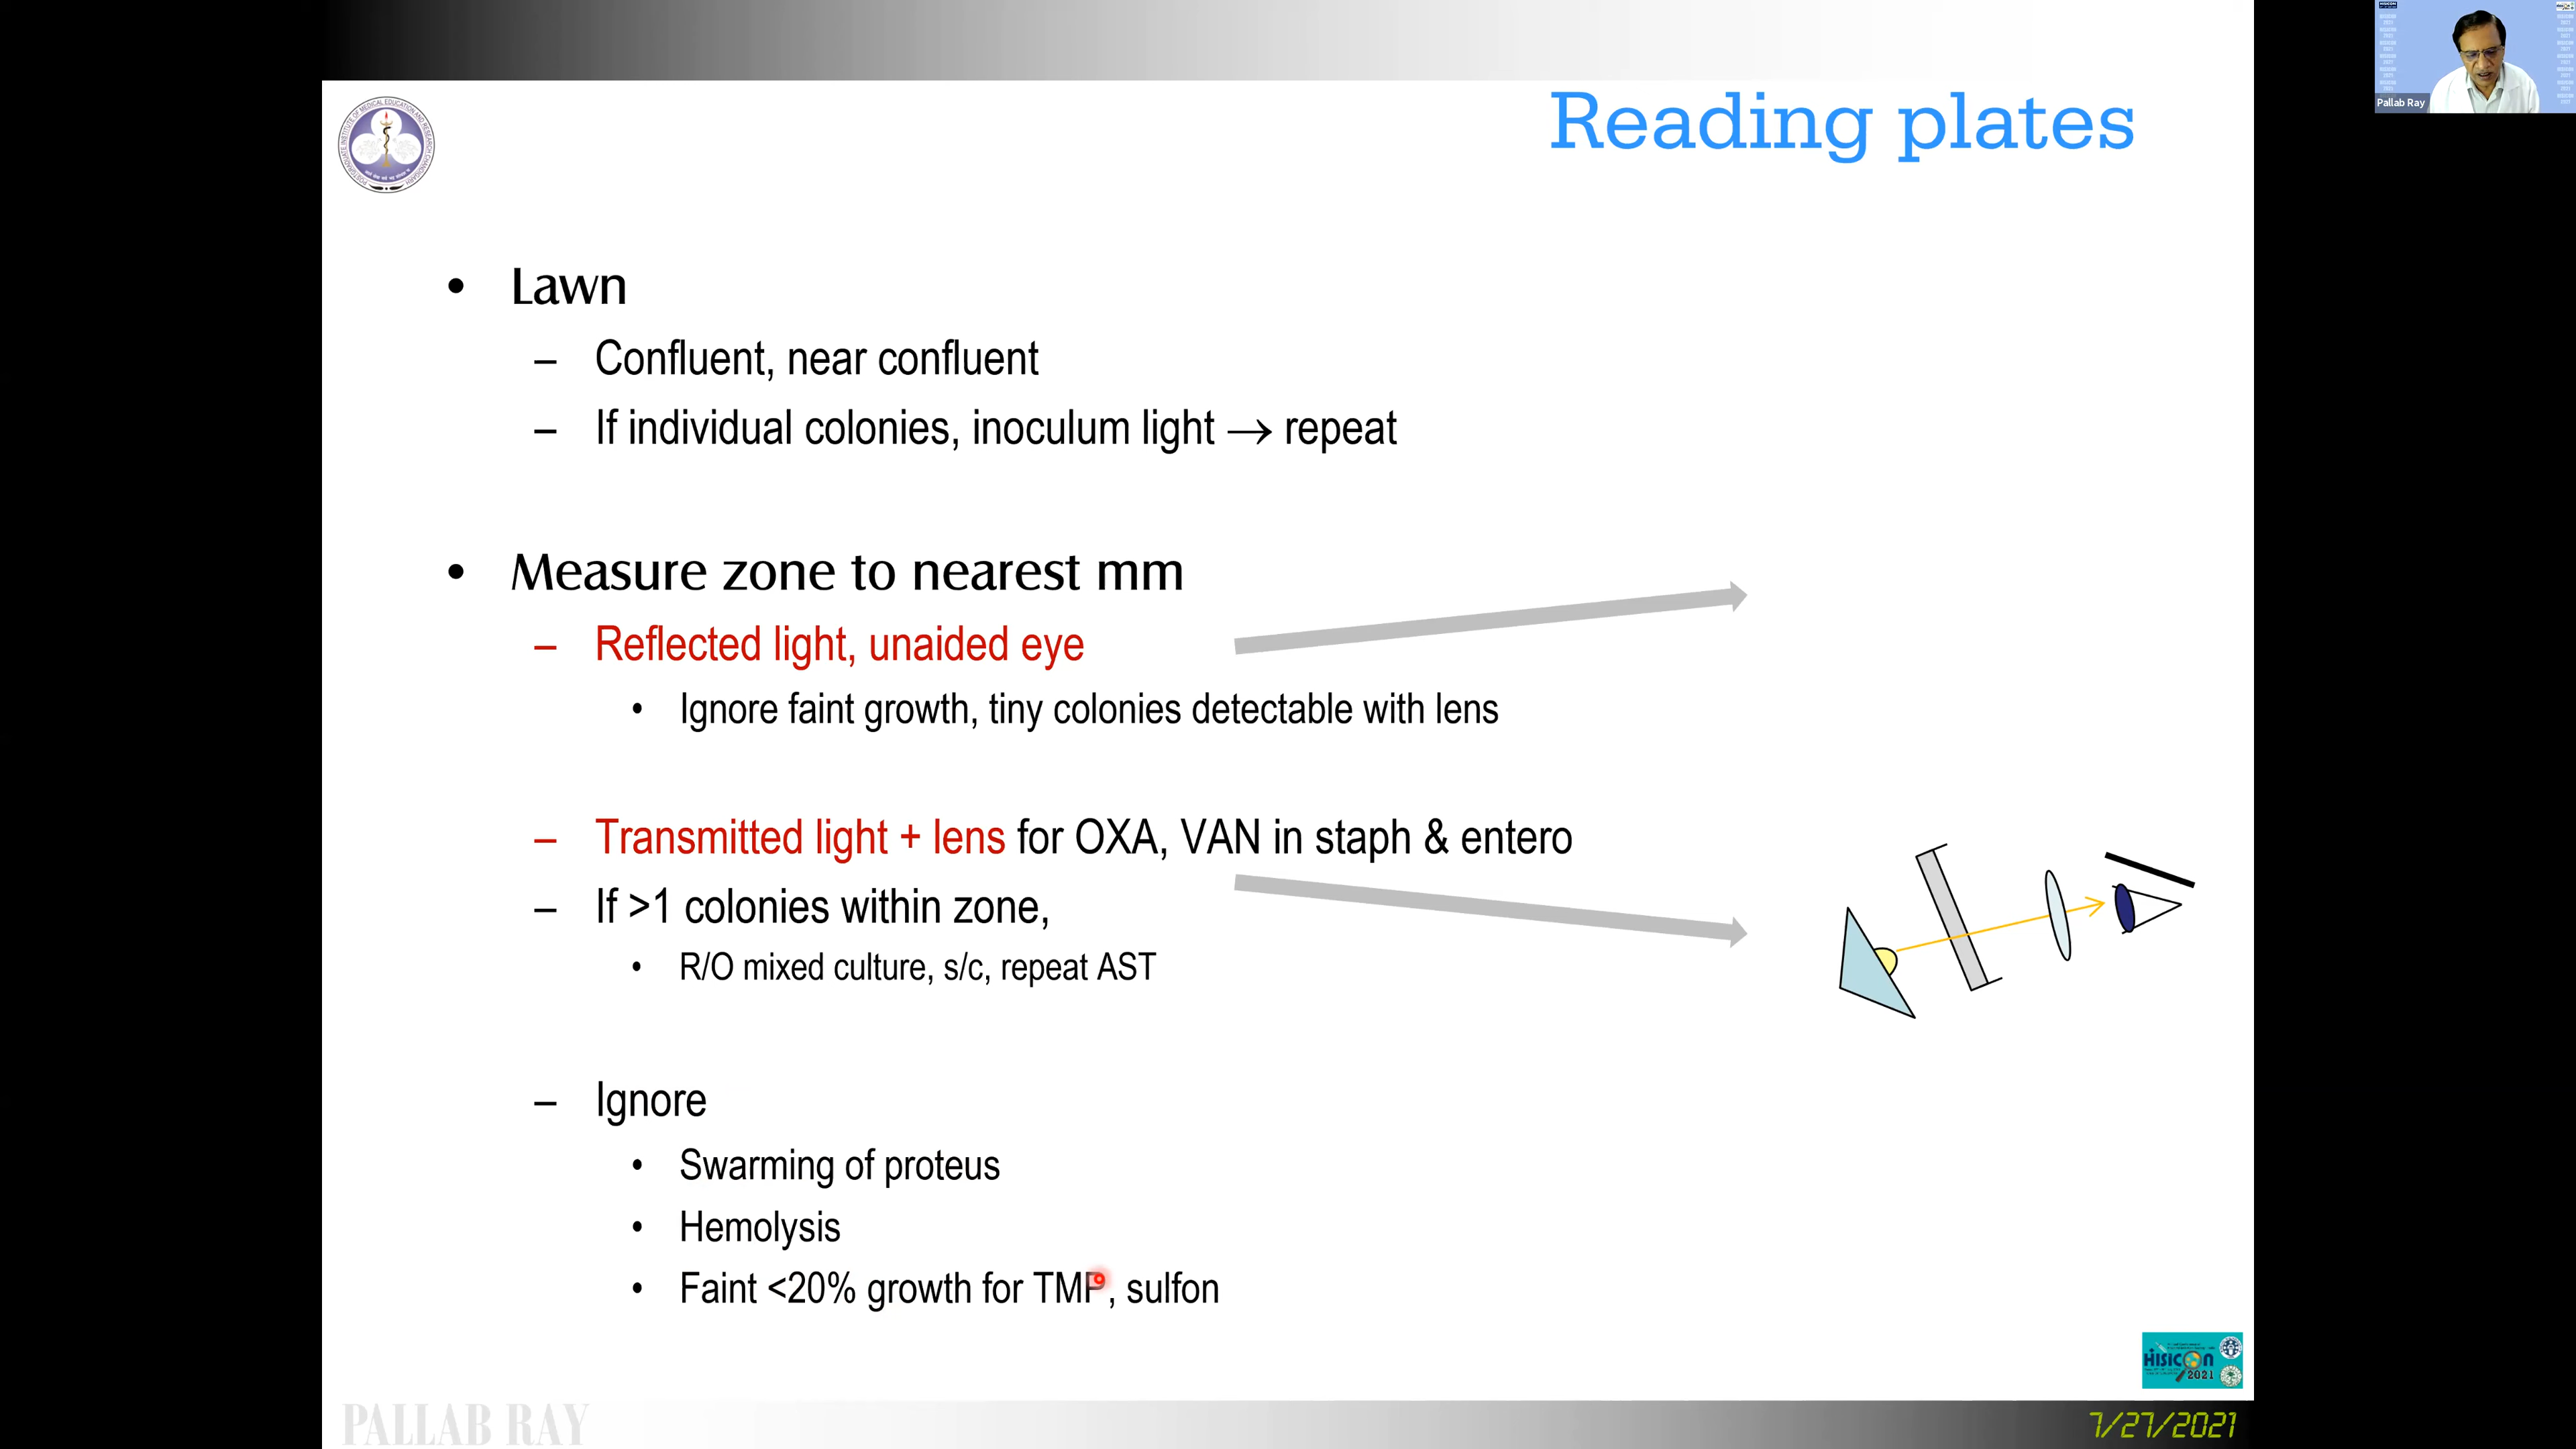 Pallab Ray
Reading plates
• Lawn
– Confluent, near confluent
– If individual colonies, inoculum light → repeat
• Measure zone to nearest mm
– Reflected light, unaided eye
• Ignore faint growth, tiny colonies detectable with lens
– Transmitted light + lens for OXA, VAN in staph & entero
– If >1 colonies within zone,
• R/O mixed culture, s/c, repeat AST
– Ignore
• Swarming of proteus
• Hemolysis
• Faint <20% growth for TMP, sulfon
HISICON
2021
PALLAB RAY
7/27/2021